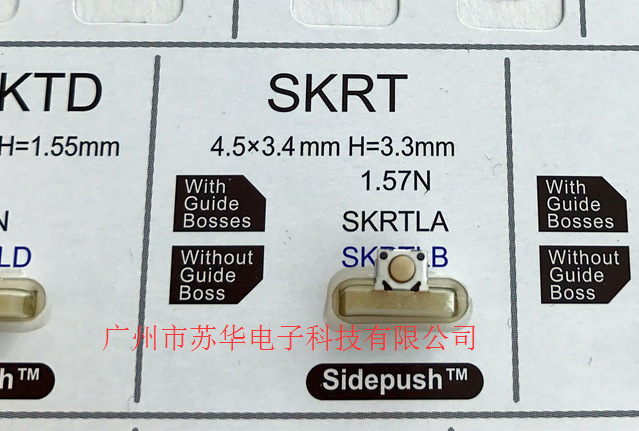 KTD
H=1.55mm
N
LD
h™
SKRT
4.5×3.4mm H=3.3mm
1.57N
With
Guide
Bosses
SKRTLA
Without
Guide
Boss
SKRTLB
广州市苏华电子科技有限公司
Sidepush™
With
Guide
Bosses
Without
Guide
Boss